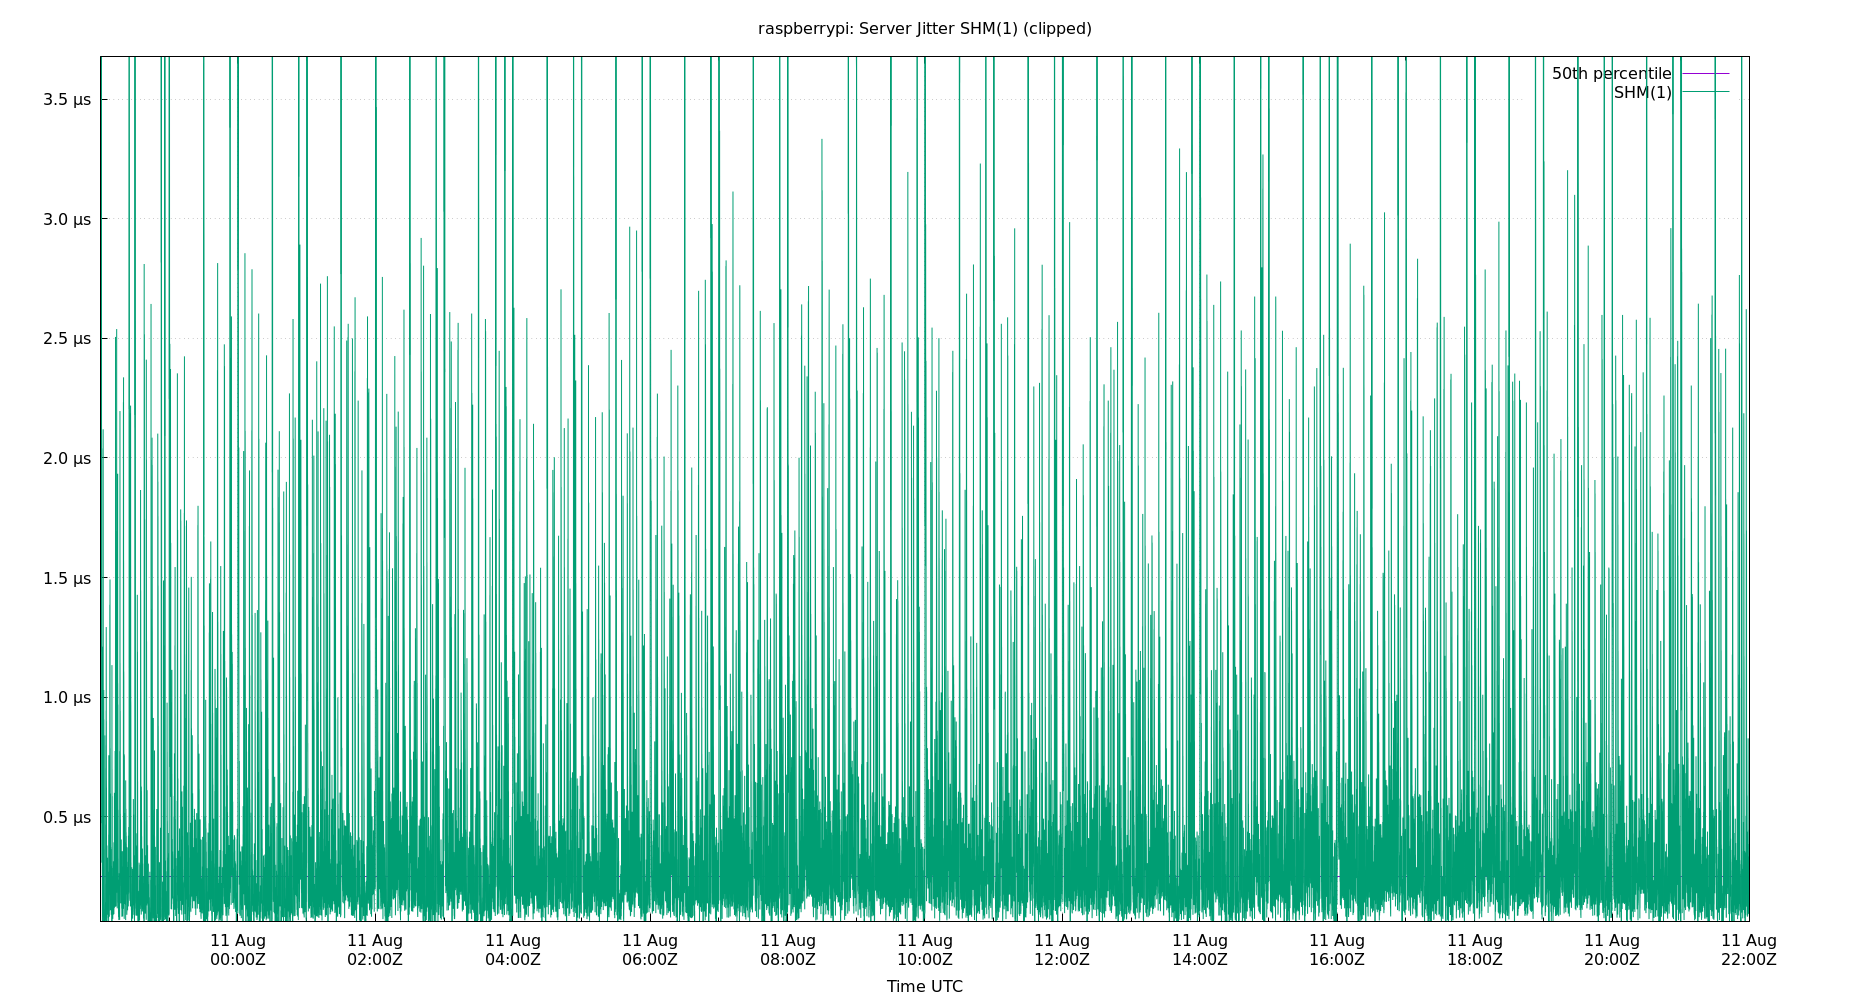 raspberrypi: Server Jitter SHM(1) (clipped)
50th percentile
SHM(1)
3.5 μs
3.0 μs
2.5 μs
2.0 μs
1.5 μs
1.0 μs
0.5 μs
11 Aug 11 Aug 11 Aug 11 Aug 11 Aug 11 Aug 11 Aug 11 Aug 11 Aug 11 Aug 11 Aug 11 Aug
00:00Z 02:00Z 04:00Z 06:00Z 08:00Z 10:00Z 12:00Z 14:00Z 16:00Z 18:00Z 20:00Z 22:00Z
Time UTC